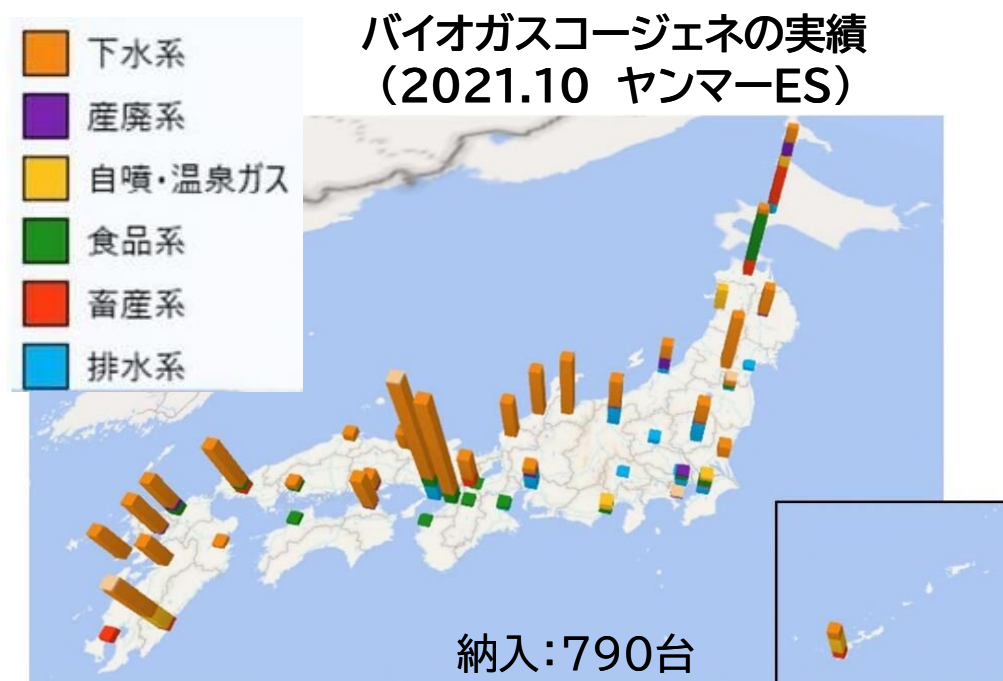 バイオガスコージェネの実績
（2021.10　ヤンマーES）
下水系
産廃系
自噴・温泉ガス
食品系
畜産系
排水系
納入：790台